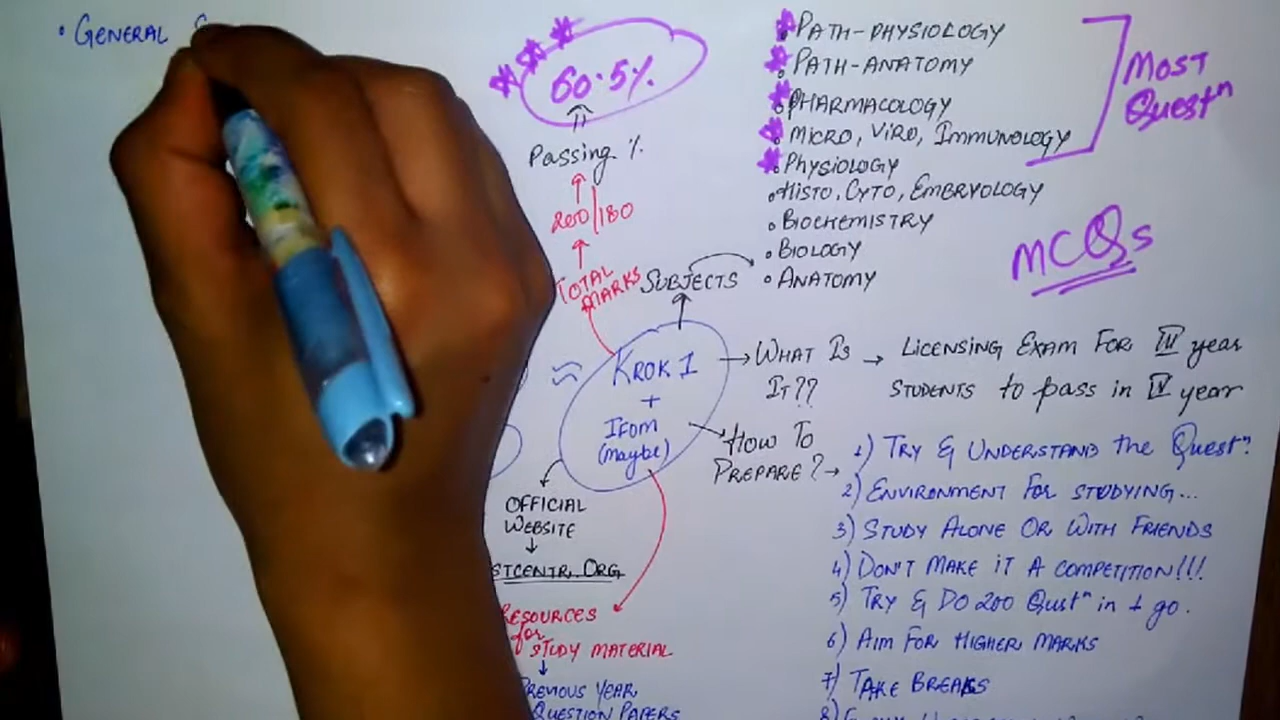 • GENERAL
60.5%
Passing %
200/180
TOTAL MARKS
SUBJECTS
• PATH-PHYSIOLOGY
• PATH-ANATOMY
• PHARMACOLOGY
• MICRO, VIRO, IMMUNOLOGY
• PHYSIOLOGY
• HISTO, CYTO, EMBRYOLOGY
• BIOCHEMISTRY
• BIOLOGY
• ANATOMY
MOST
Questⁿ
MCQs
KROK 1
+
IFOM
(maybe)
WHAT IS
IT??
LICENSING EXAM FOR III year
STUDENTS to pass in IV year
HOW TO
PREPARE?
1) TRY & UNDERSTAND the Questⁿ.
2) ENVIRONMENT FOR STUDYING...
3) STUDY ALONE OR WITH FRIENDS
4) DON'T MAKE IT A COMPETITION!!!
5) TRY & DO 200 Qustⁿ in 1 go.
6) AIM FOR HIGHER MARKS
7) TAKE BREAKS
8)
OFFICIAL
WEBSITE
STCENTR.ORG
RESOURCES
for
STUDY MATERIAL
PREVIOUS YEAR
QUESTION PAPERS